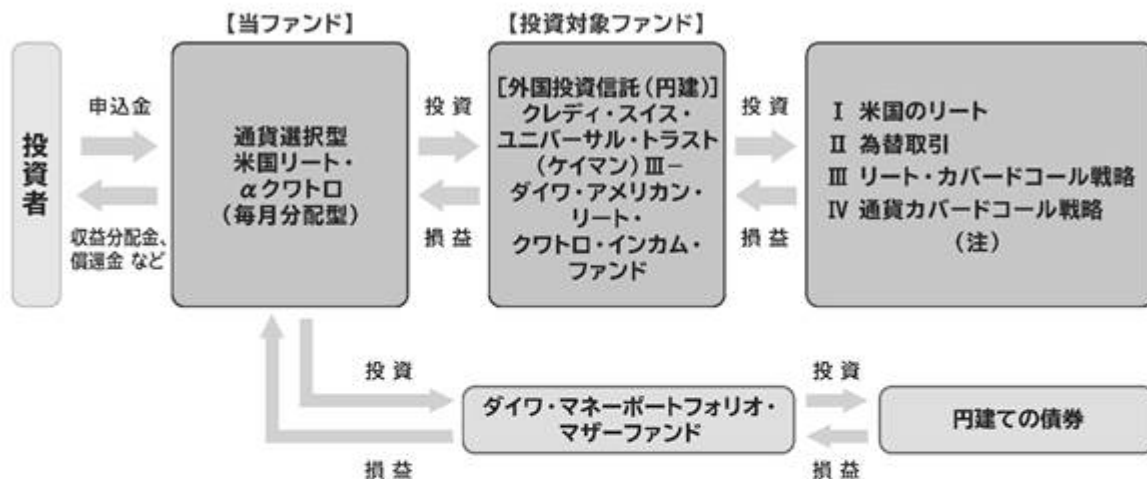 【当ファンド】
【投資対象ファンド】
投資者
申込金
収益分配金、
償還金 など
通貨選択型
米国リート・
αクワトロ
(毎月分配型)
投資
損益
[外国投資信託(円建)]
クレディ・スイス・
ユニバーサル・トラスト
(ケイマン)Ⅲ-
ダイワ・アメリカン・
リート・
クワトロ・インカム・
ファンド
投資
損益
Ⅰ 米国のリート
Ⅱ 為替取引
Ⅲ リート・カバードコール戦略
Ⅳ 通貨カバードコール戦略
(注)
投資
損益
ダイワ・マネーポートフォリオ・
マザーファンド
投資
損益
円建ての債券